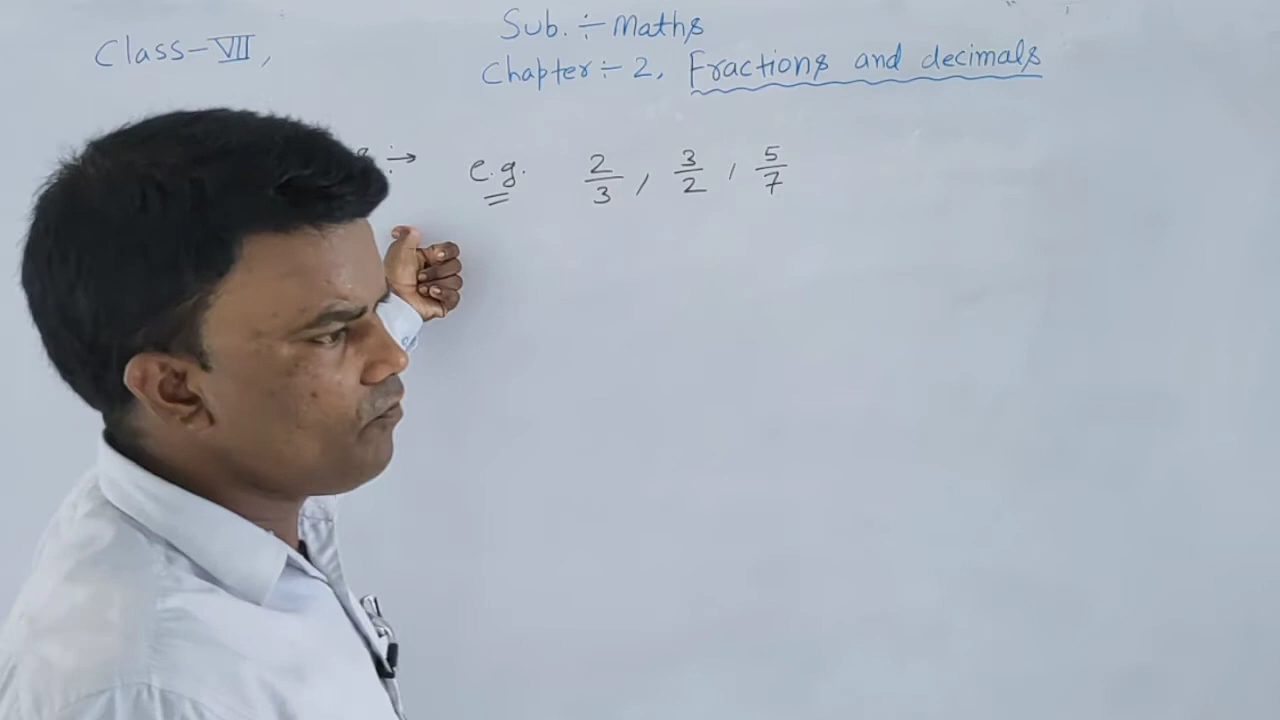 Sub. ÷ Maths
Class-VII,
Chapter ÷ 2, Fractions and decimals
÷→ e.g. 2/3, 3/2, 5/7